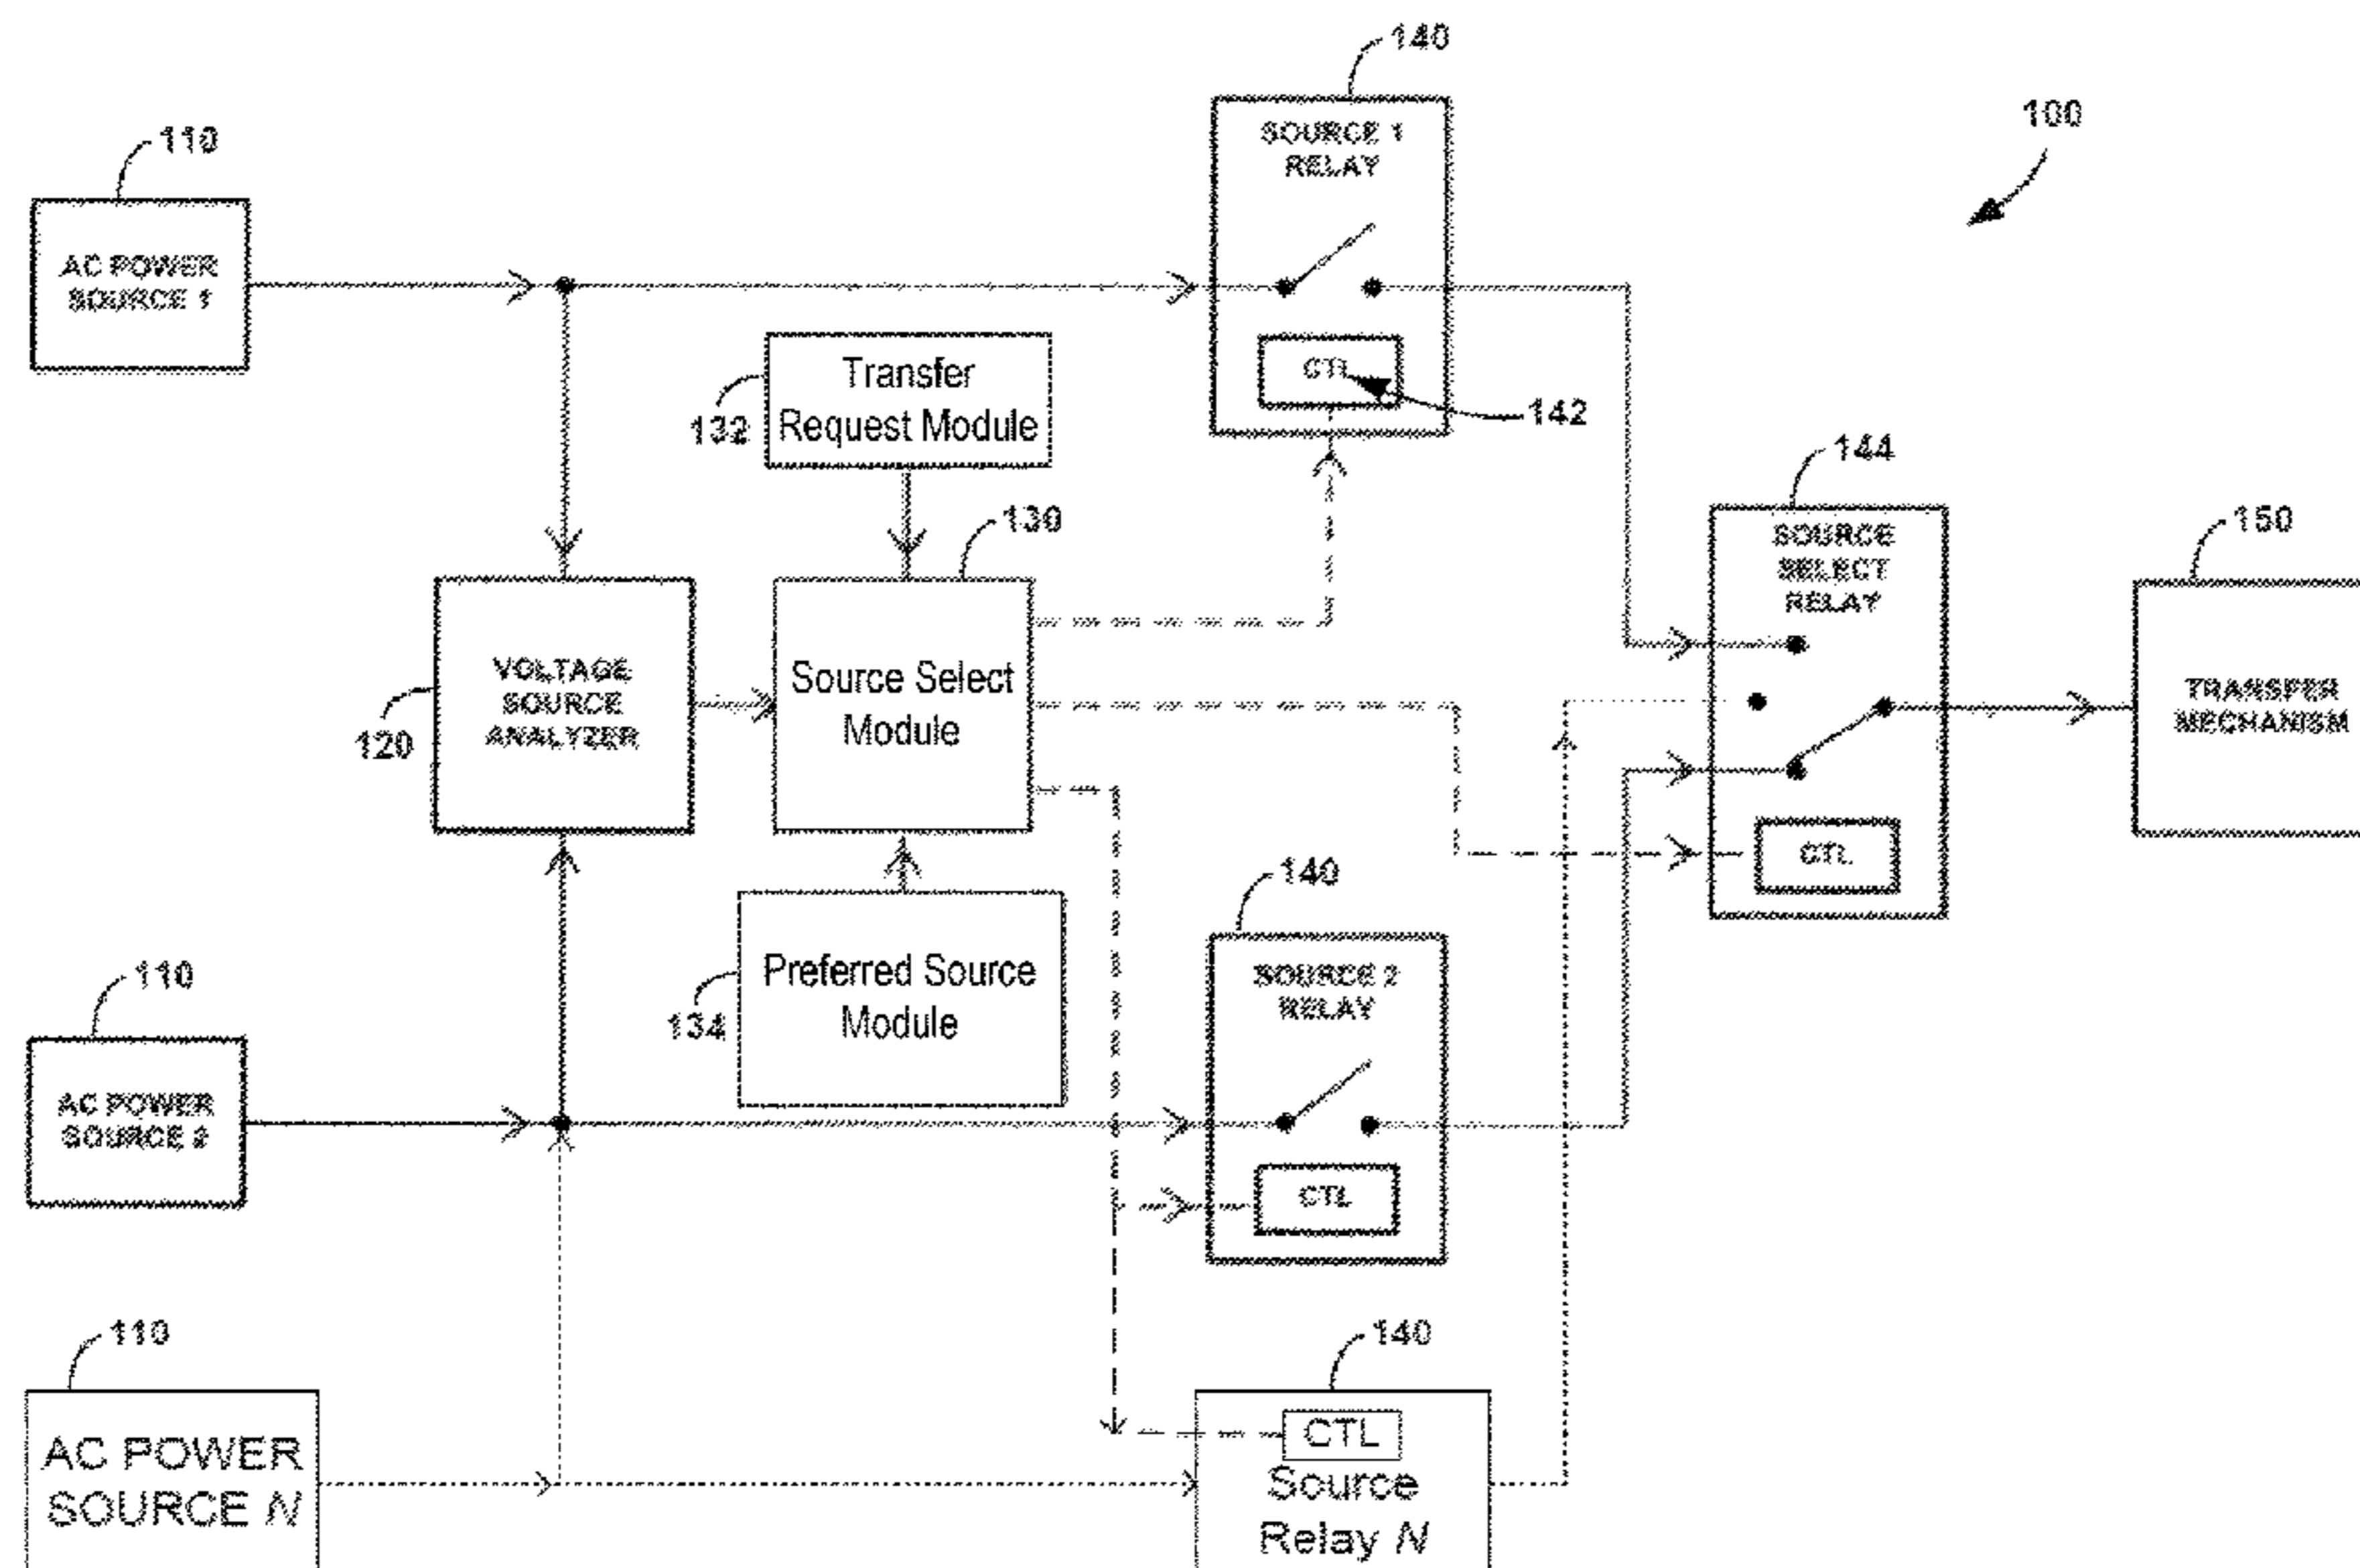 140
100
110
SOURCE 1
RELAY
AC POWER
SOURCE 1
Transfer
Request Module
132
CTL
142
144
130
150
SOURCE
SELECT
RELAY
VOLTAGE
SOURCE
ANALYZER
120
Source Select
Module
TRANSFER
MECHANISM
CTL
140
110
Preferred Source
Module
134
SOURCE 2
RELAY
AC POWER
SOURCE 2
CTL
110
140
AC POWER
SOURCE N
CTL
Source
Relay N